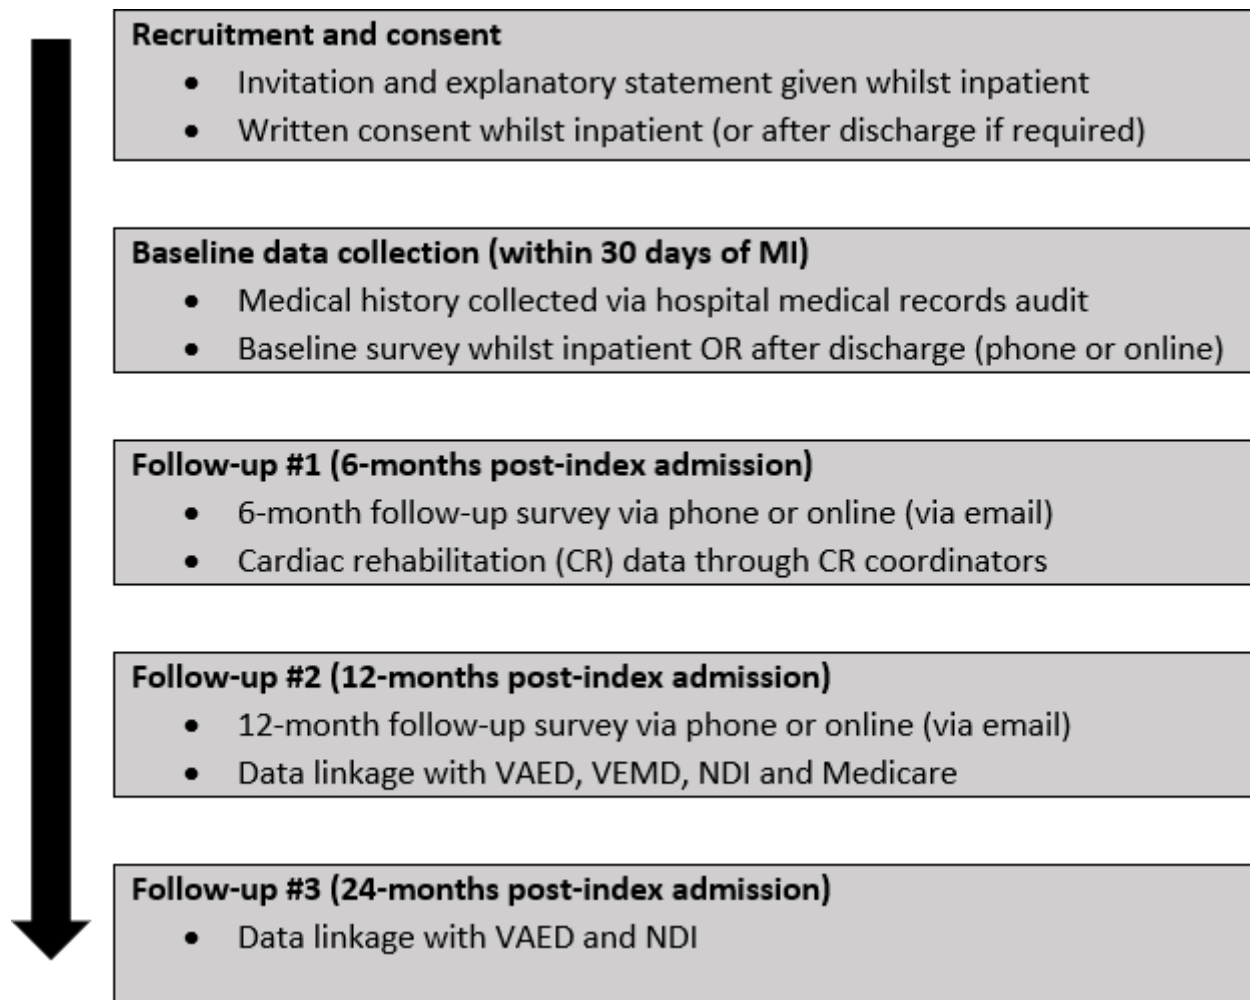 Recruitment and consent
• Invitation and explanatory statement given whilst inpatient
• Written consent whilst inpatient (or after discharge if required)
Baseline data collection (within 30 days of MI)
• Medical history collected via hospital medical records audit
• Baseline survey whilst inpatient OR after discharge (phone or online)
Follow-up #1 (6-months post-index admission)
• 6-month follow-up survey via phone or online (via email)
• Cardiac rehabilitation (CR) data through CR coordinators
Follow-up #2 (12-months post-index admission)
• 12-month follow-up survey via phone or online (via email)
• Data linkage with VAED, VEMD, NDI and Medicare
Follow-up #3 (24-months post-index admission)
• Data linkage with VAED and NDI